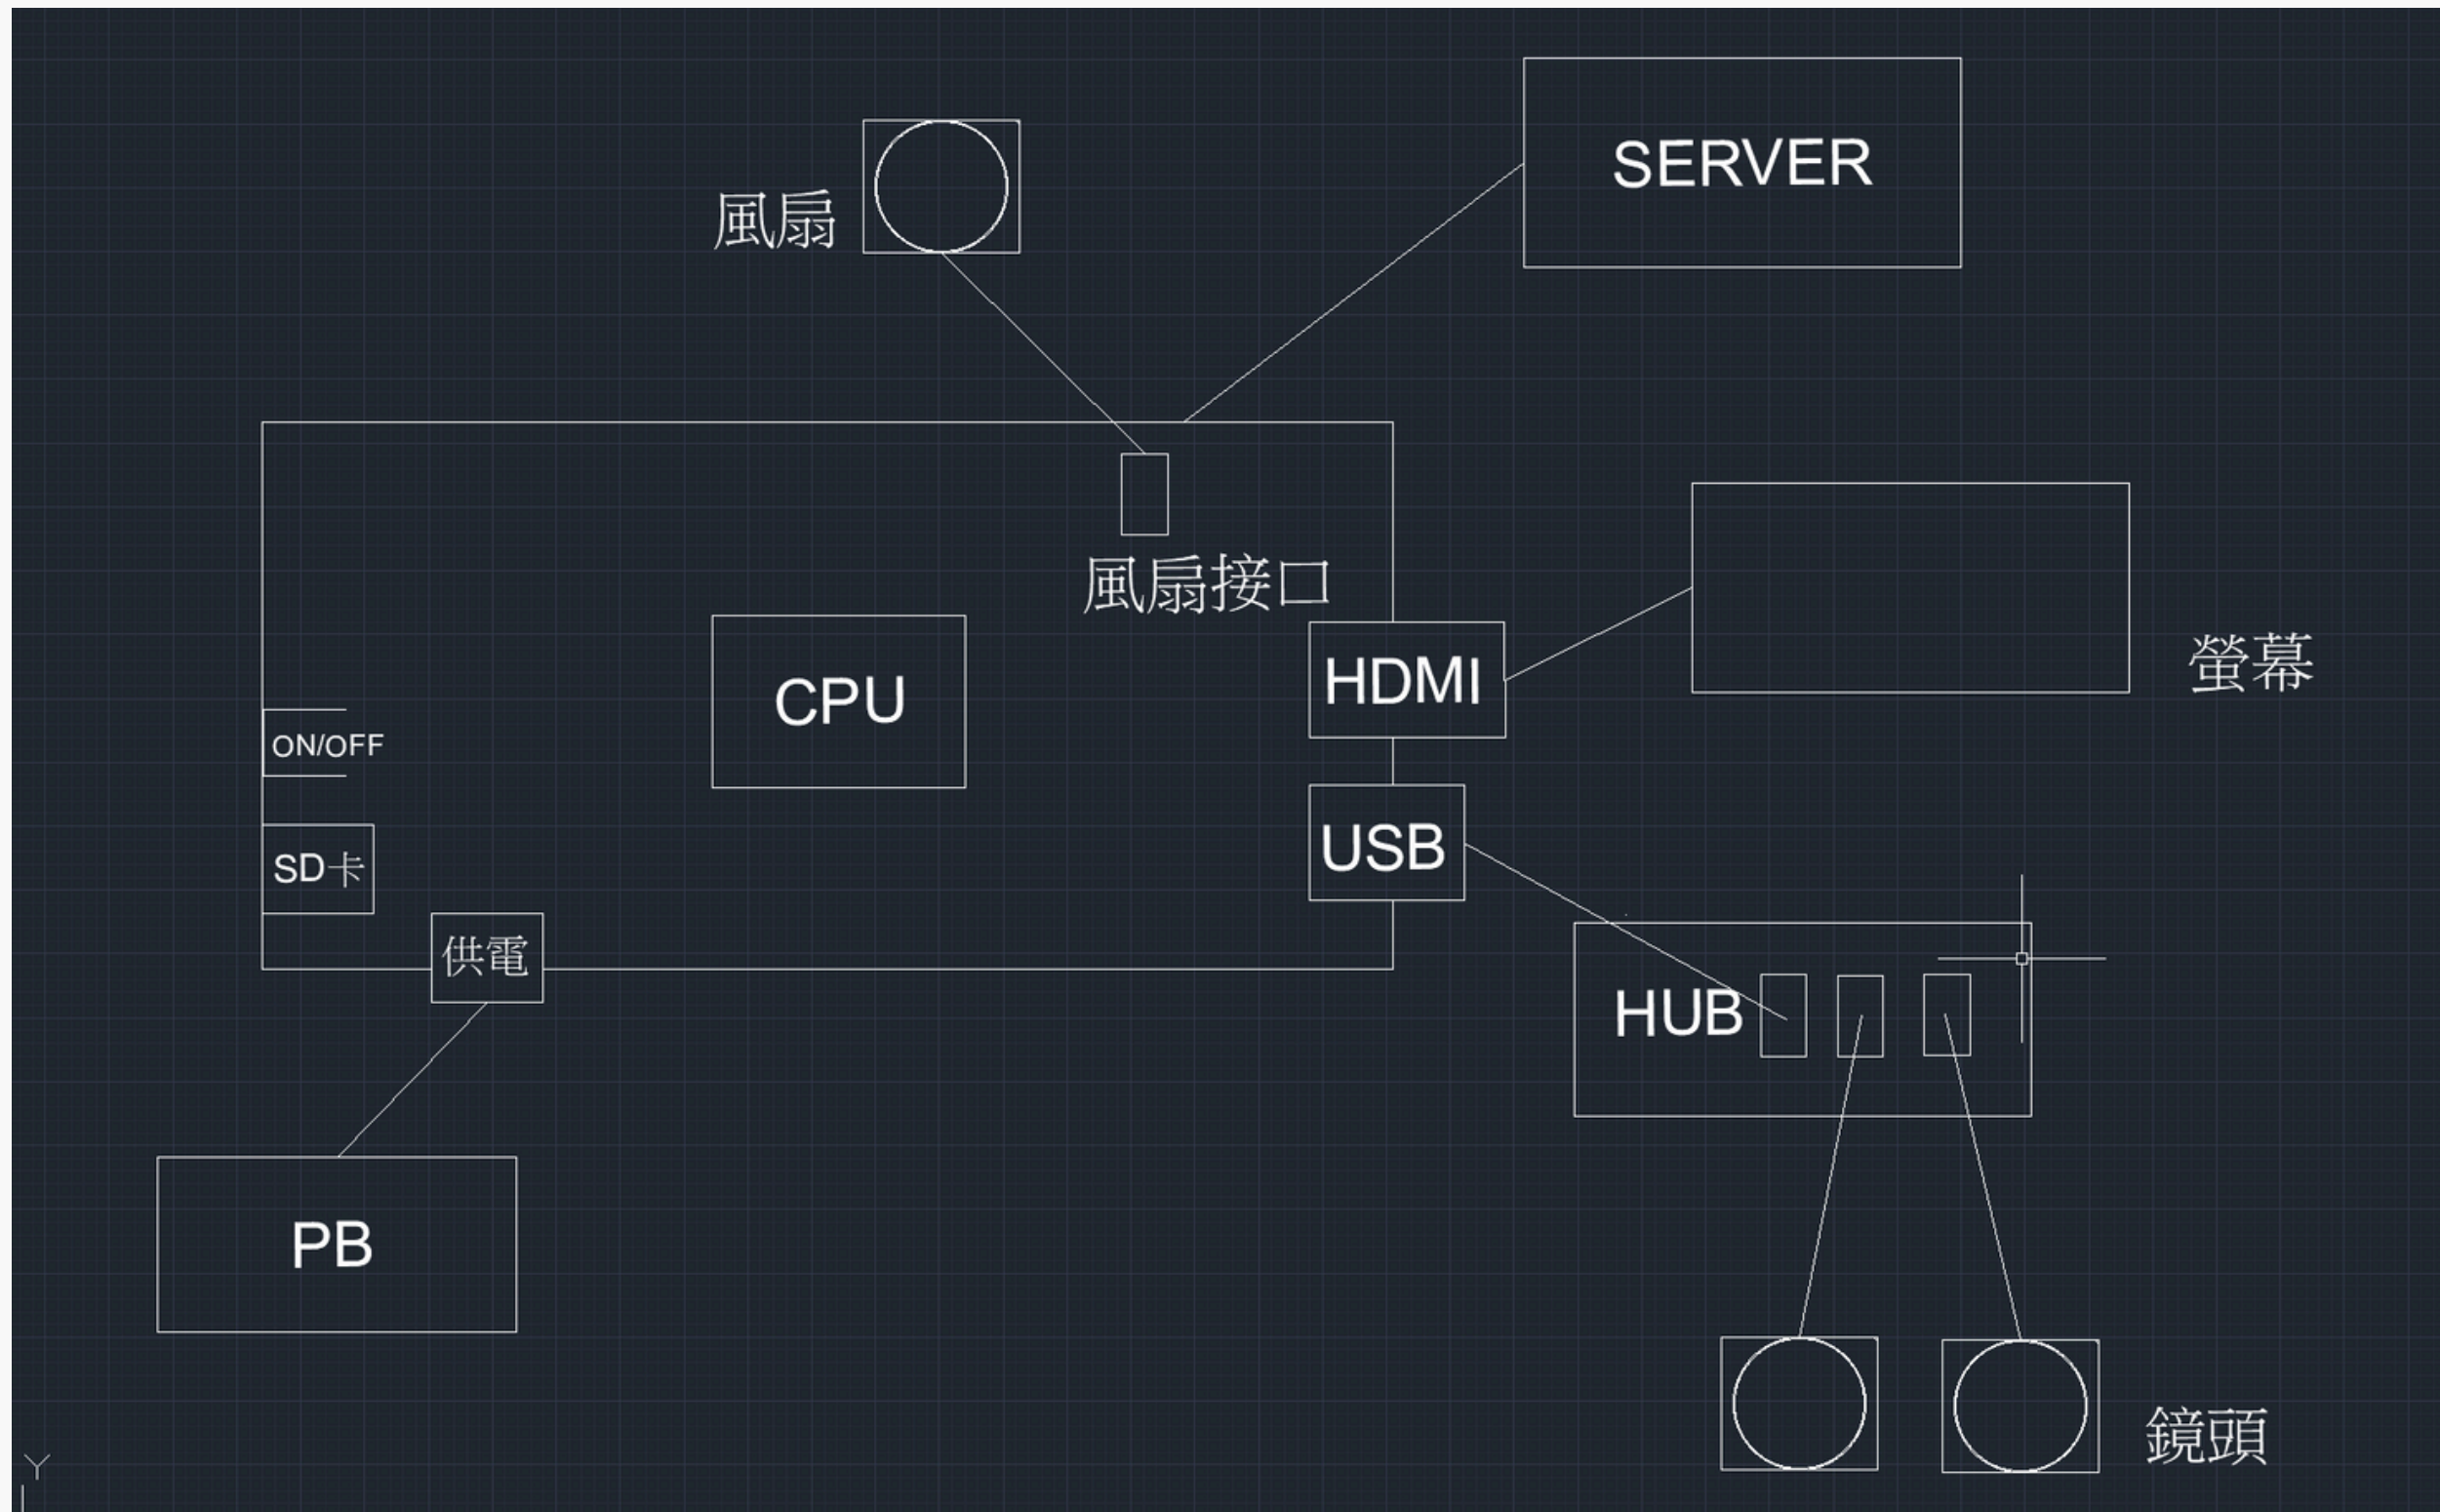 SERVER
風扇
風扇接口
HDMI
螢幕
CPU
ON/OFF
USB
SD卡
供電
HUB
PB
鏡頭
Y